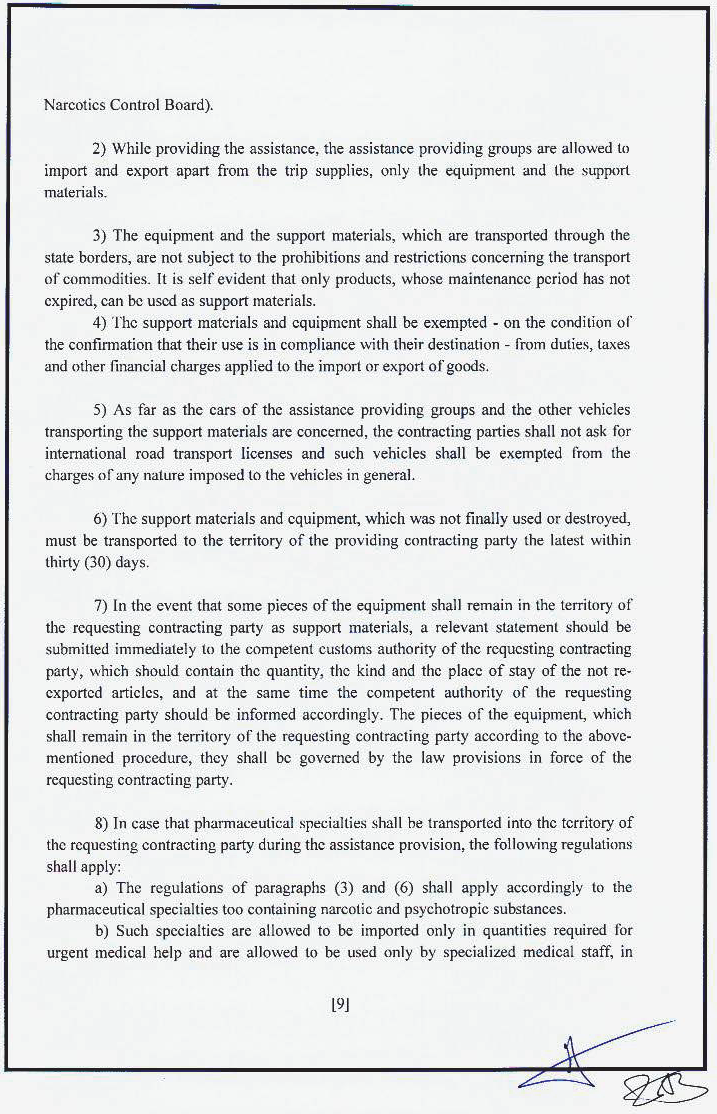 Narcotics Control Board).
2) While providing the assistance, the assistance providing groups are allowed to
import and export apart from the trip supplies, only the equipment and the support
materials.
3) The equipment and the support materials, which are transported through the
state borders, are not subject to the prohibitions and restrictions concerning the transport
of commodities. It is self evident that only products, whose maintenance period has not
expired, can be used as support materials.
4) The support materials and equipment shall be exempted - on the condition of
the confirmation that their use is in compliance with their destination - from duties, taxes
and other financial charges applied to the import or export of goods.
5) As far as the cars of the assistance providing groups and the other vehicles
transporting the support materials are concerned, the contracting parties shall not ask for
international road transport licenses and such vehicles shall be exempted from the
charges of any nature imposed to the vehicles in general.
6) The support materials and equipment, which was not finally used or destroyed,
must be transported to the territory of the providing contracting party the latest within
thirty (30) days.
7) In the event that some pieces of the equipment shall remain in the territory of
the requesting contracting party as support materials, a relevant statement should be
submitted immediately to the competent customs authority of the requesting contracting
party, which should contain the quantity, the kind and the place of stay of the not re-
exported articles, and at the same time the competent authority of the requesting
contracting party should be informed accordingly. The pieces of the equipment, which
shall remain in the territory of the requesting contracting party according to the above-
mentioned procedure, they shall be governed by the law provisions in force of the
requesting contracting party.
8) In case that pharmaceutical specialties shall be transported into the territory of
the requesting contracting party during the assistance provision, the following regulations
shall apply:
a) The regulations of paragraphs (3) and (6) shall apply accordingly to the
pharmaceutical specialties too containing narcotic and psychotropic substances.
b) Such specialties are allowed to be imported only in quantities required for
urgent medical help and are allowed to be used only by specialized medical staff, in
[9]